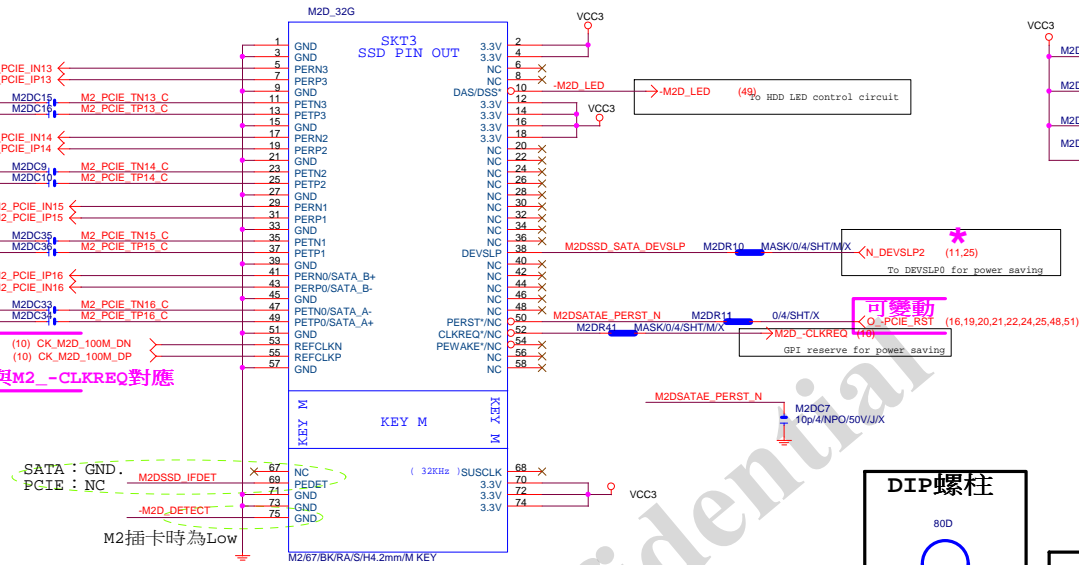 M2D_32G
SKT3
SSD PIN OUT
VCC3
VCC3
1 GND 3.3V 2
3 GND 3.3V 4
PCIE_IN13 5 PERN3 NC 6
PCIE_IP13 7 PERP3 NC 8
9 GND DAS/DSS* 10 -M2D_LED -M2D_LED (49) To HDD LED control circuit
M2DC15 M2_PCIE_TN13_C 11 PETN3 3.3V 12
M2DC16 M2_PCIE_TP13_C 13 PETP3 3.3V 14 VCC3
15 GND 3.3V 16
PCIE_IN14 17 PERN2 3.3V 18
PCIE_IP14 19 PERP2 NC 20
21 GND NC 22
M2DC9 M2_PCIE_TN14_C 23 PETN2 NC 24
M2DC10 M2_PCIE_TP14_C 25 PETP2 NC 26
27 GND NC 28
M2_PCIE_IN15 29 PERN1 NC 30
M2_PCIE_IP15 31 PERP1 NC 32
33 GND NC 34
M2DC35 M2_PCIE_TN15_C 35 PETN1 NC 36
M2DC36 M2_PCIE_TP15_C 37 PETP1 DEVSLP 38 M2DSSD_SATA_DEVSLP M2DR10 MASK/0/4/SHT/M/X N_DEVSLP2 (11,25)
*
To DEVSLP0 for power saving
39 GND NC 40
M2_PCIE_IP16 41 PERN0/SATA_B+ NC 42
M2_PCIE_IN16 43 PERP0/SATA_B- NC 44
45 GND NC 46
M2DC33 M2_PCIE_TN16_C 47 PETN0/SATA_A- NC 48
M2DC34 M2_PCIE_TP16_C 49 PETP0/SATA_A+ PERST*/NC 50 M2DSATAE_PERST_N M2DR11 0/4/SHT/X O_-PCIE_RST (16,19,20,21,22,24,25,48,51)
可變動
51 GND CLKREQ*/NC 52 M2DR41 MASK/0/4/SHT/M/X M2D_-CLKREQ (10)
GPI reserve for power saving
(10) CK_M2D_100M_DN 53 REFCLKN PEWAKE*/NC 54
(10) CK_M2D_100M_DP 55 REFCLKP NC 56
57 GND NC 58
與M2_-CLKREQ對應
KEY M KEY M KEY M
M2DSATAE_PERST_N
M2DC7
10p/4/NPO/50V/J/X
SATA：GND.
PCIE：NC
67 NC ( 32KHz )SUSCLK 68
M2DSSD_IFDET 69 PEDET 3.3V 70
71 GND 3.3V 72 VCC3
73 GND 3.3V 74
-M2D_DETECT 75 GND
M2插卡時為Low
M2/67/BK/RA/S/H4.2mm/M KEY
DIP螺柱
80D